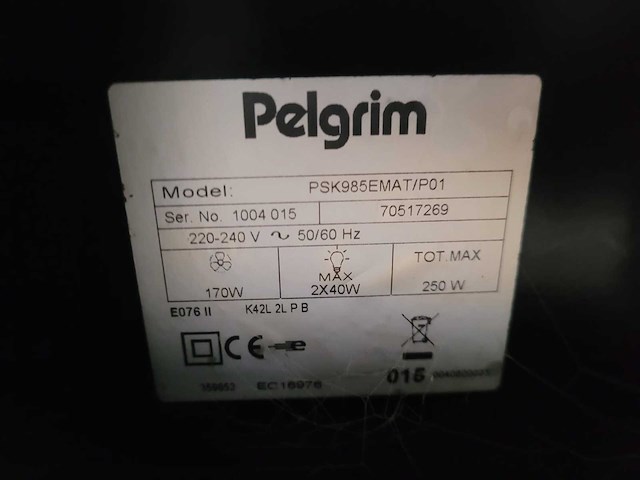 Pelgrim
Model: PSK985EMAT/P01
Ser. No. 1004 015 70517269
220-240 V ~ 50/60 Hz
MAX TOT.MAX
170W 2X40W 250 W
E076 II K42L 2L P B
CE
EC16976 015